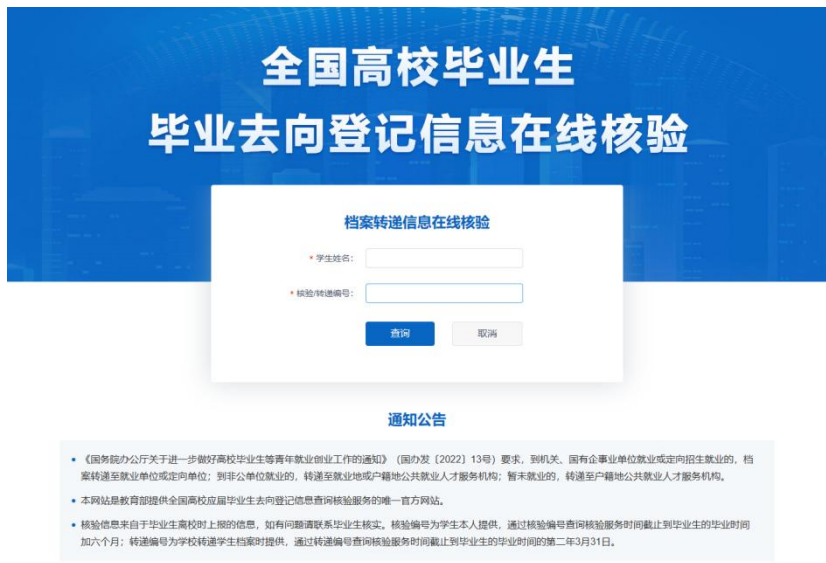 全国高校毕业生
毕业去向登记信息在线核验
档案转递信息在线核验
* 学生姓名：
* 核验/转递编号：
查询 取消
通知公告
• 《国务院办公厅关于进一步做好高校毕业生等青年就业创业工作的通知》（国办发〔2022〕13号）要求，到机关、国有企事业单位就业或定向招生就业的，档
案转递至就业单位或定向单位；到非公单位就业的，转递至就业地或户籍地公共就业人才服务机构；暂未就业的，转递至户籍地公共就业人才服务机构。
• 本网站是教育部提供全国高校应届毕业生去向登记信息查询核验服务的唯一官方网站。
• 核验信息来自于毕业生离校时上报的信息，如有问题请联系毕业生核实。核验编号为学生本人提供，通过核验编号查询核验服务时间截止到毕业生的毕业时间
加六个月；转递编号为学校转递学生档案时提供，通过转递编号查询核验服务时间截止到毕业生的毕业时间的第二年3月31日。